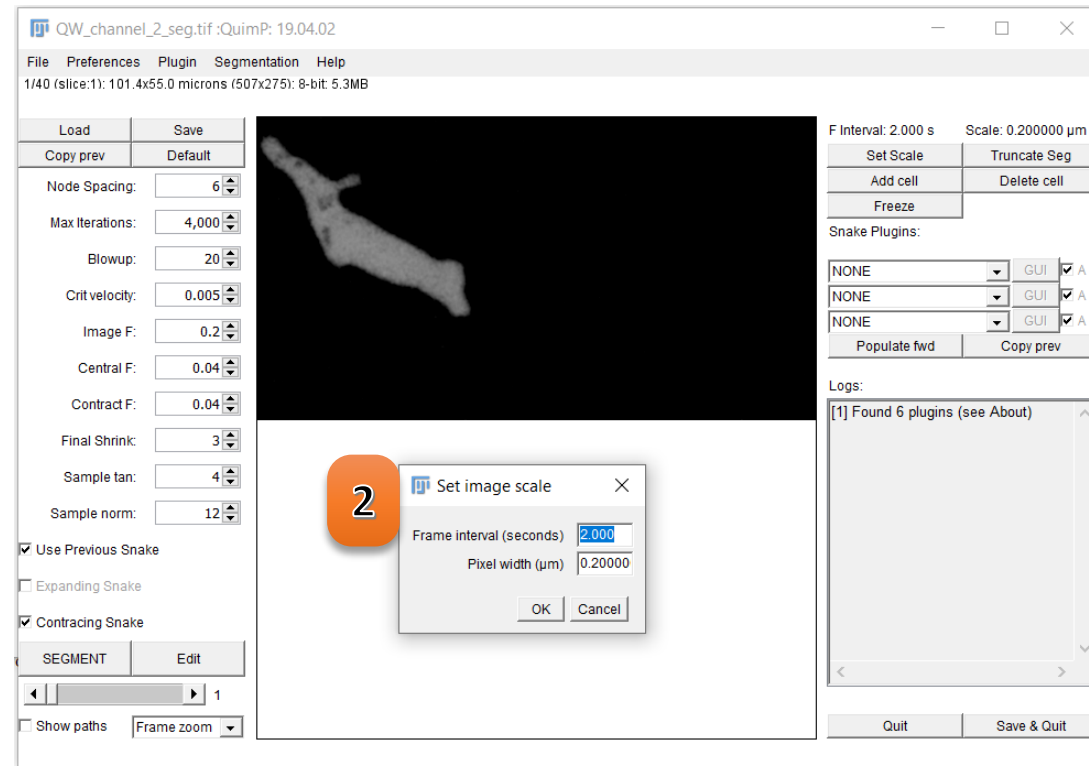 QW_channel_2_seg.tif :QuimP: 19.04.02
File Preferences Plugin Segmentation Help
1/40 (slice:1): 101.4x55.0 microns (507x275): 8-bit: 5.3MB
Load Save
Copy prev Default
Node Spacing: 6
Max Iterations: 4,000
Blowup: 20
Crit velocity: 0.005
Image F: 0.2
Central F: 0.04
Contract F: 0.04
Final Shrink: 3
Sample tan: 4
Sample norm: 12
Use Previous Snake
Expanding Snake
Contracing Snake
SEGMENT Edit
1
Show paths Frame zoom
2
Set image scale
Frame interval (seconds) 2.000
Pixel width (µm) 0.20000
OK Cancel
F Interval: 2.000 s Scale: 0.200000 µm
Set Scale Truncate Seg
Add cell Delete cell
Freeze
Snake Plugins:
NONE GUI A
NONE GUI A
NONE GUI A
Populate fwd Copy prev
Logs:
[1] Found 6 plugins (see About)
Quit Save & Quit